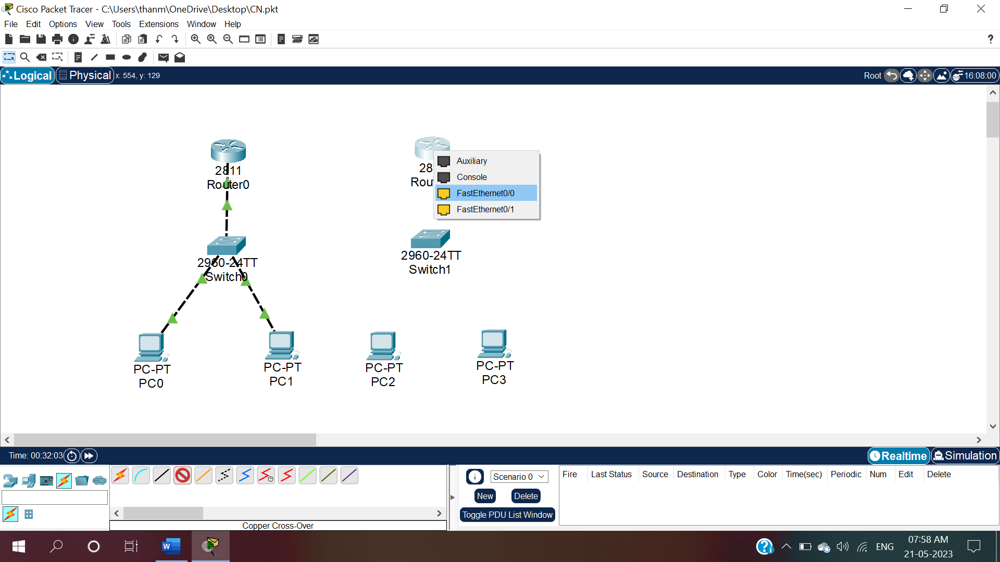 Cisco Packet Tracer - C:\Users\thanm\OneDrive\Desktop\CN.pkt
File Edit Options View Tools Extensions Window Help
?
Logical Physical x: 554, y: 129 Root 16:08:00
Auxiliary
Console
FastEthernet0/0
FastEthernet0/1
2811
Router0
28
Rou
2960-24TT
Switch0
2960-24TT
Switch1
PC-PT
PC0
PC-PT
PC1
PC-PT
PC2
PC-PT
PC3
Time: 00:32:03 Realtime Simulation
Scenario 0
New Delete
Toggle PDU List Window
Fire Last Status Source Destination Type Color Time(sec) Periodic Num Edit Delete
Copper Cross-Over
ENG
07:58 AM
21-05-2023